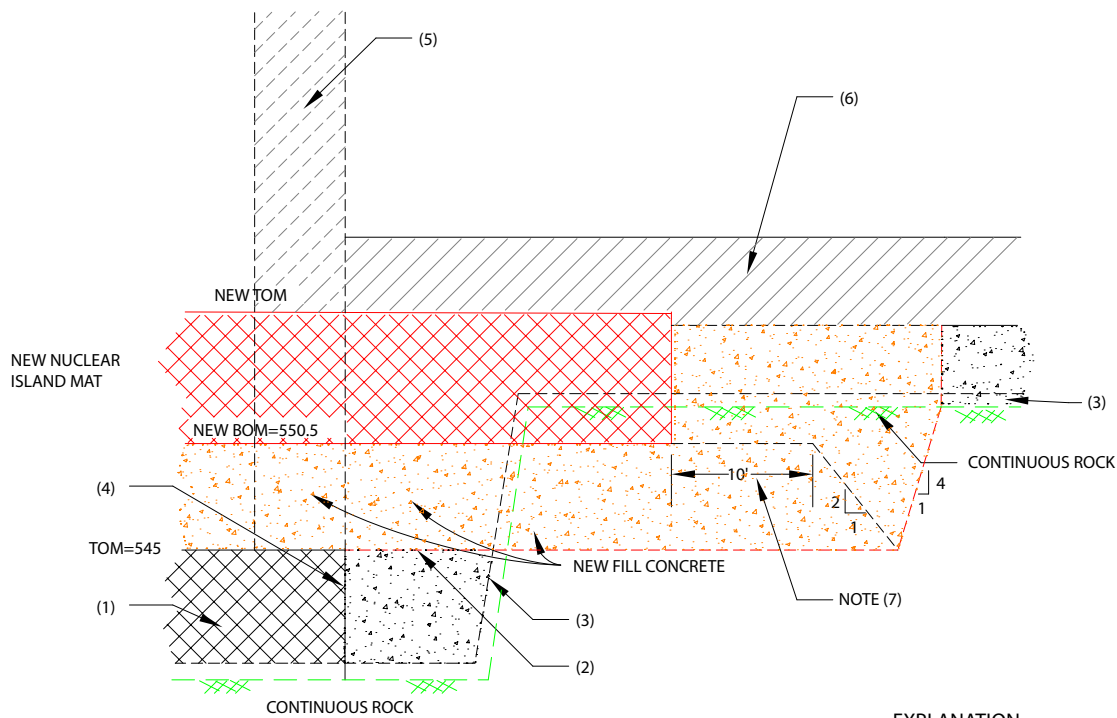 (5)
(6)
NEW TOM
NEW NUCLEAR
ISLAND MAT
(3)
NEW BOM=550.5
CONTINUOUS ROCK
10'
4
1
(4)
2
1
TOM=545
NEW FILL CONCRETE
NOTE (7)
(1)
(3)
(2)
CONTINUOUS ROCK